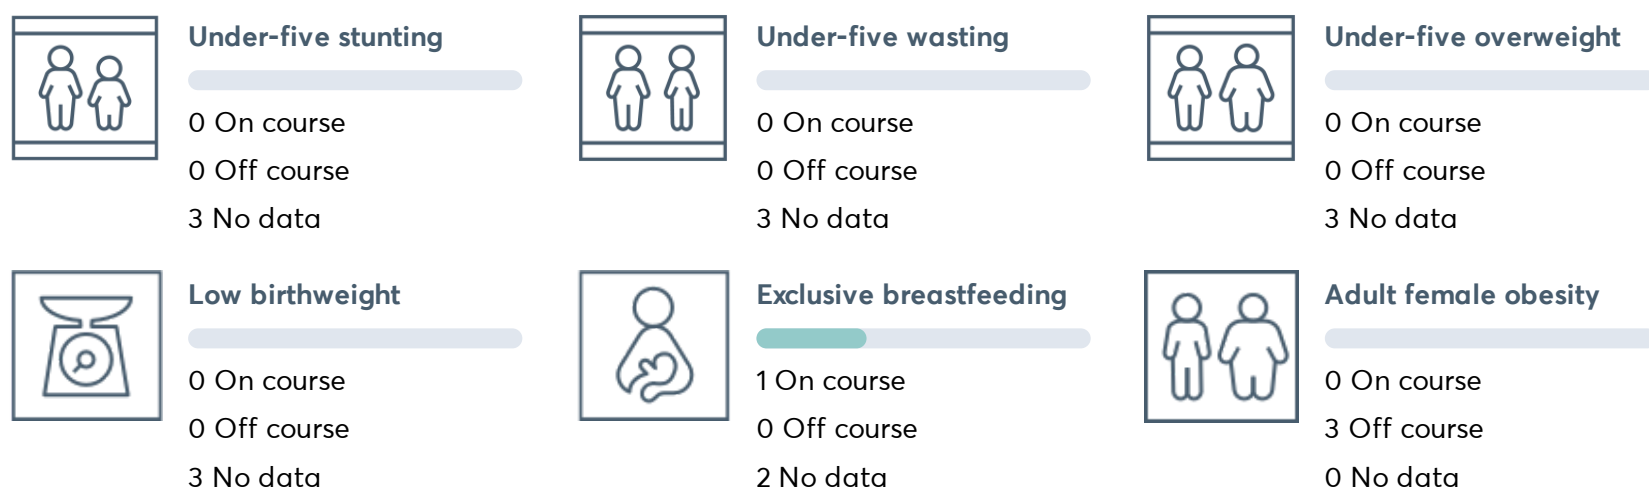 Under-five stunting
0 On course
0 Off course
3 No data
Under-five wasting
0 On course
0 Off course
3 No data
Under-five overweight
0 On course
0 Off course
3 No data
Low birthweight
0 On course
0 Off course
3 No data
Exclusive breastfeeding
1 On course
0 Off course
2 No data
Adult female obesity
0 On course
3 Off course
0 No data